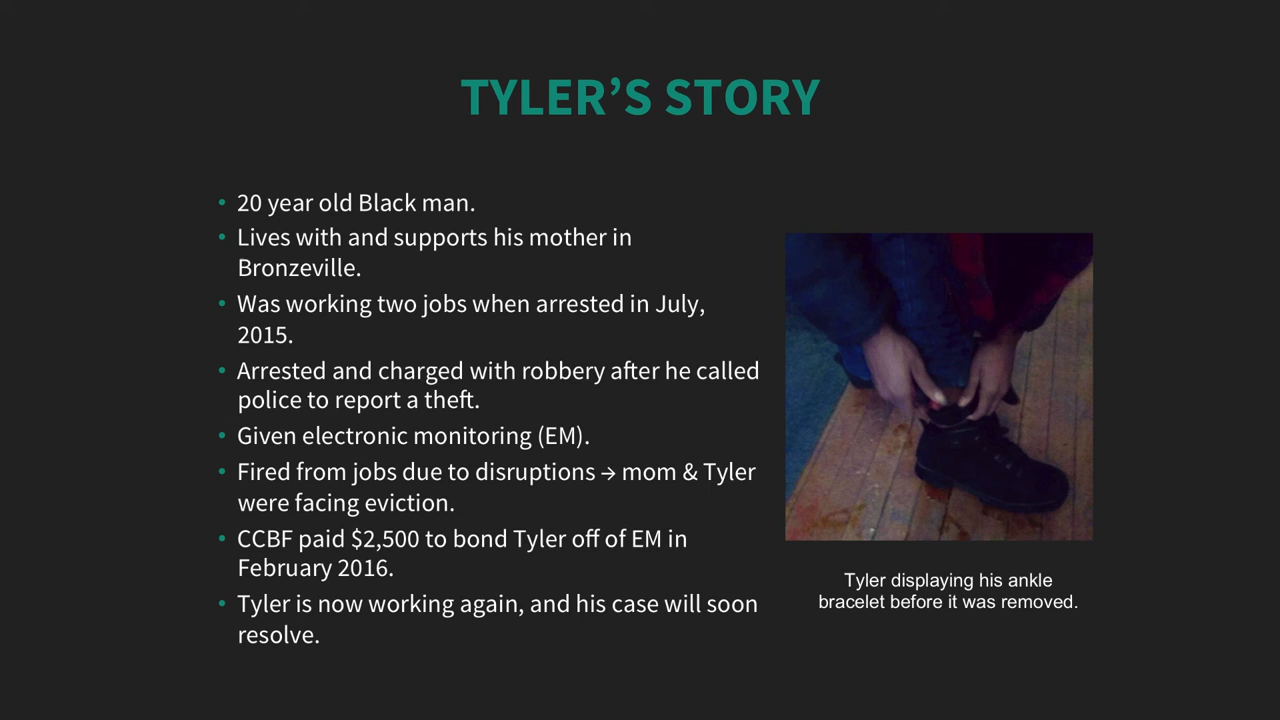 TYLER’S STORY
• 20 year old Black man.
• Lives with and supports his mother in
Bronzeville.
• Was working two jobs when arrested in July,
2015.
• Arrested and charged with robbery after he called
police to report a theft.
• Given electronic monitoring (EM).
• Fired from jobs due to disruptions → mom & Tyler
were facing eviction.
• CCBF paid $2,500 to bond Tyler off of EM in
February 2016.
• Tyler is now working again, and his case will soon
resolve.
Tyler displaying his ankle
bracelet before it was removed.